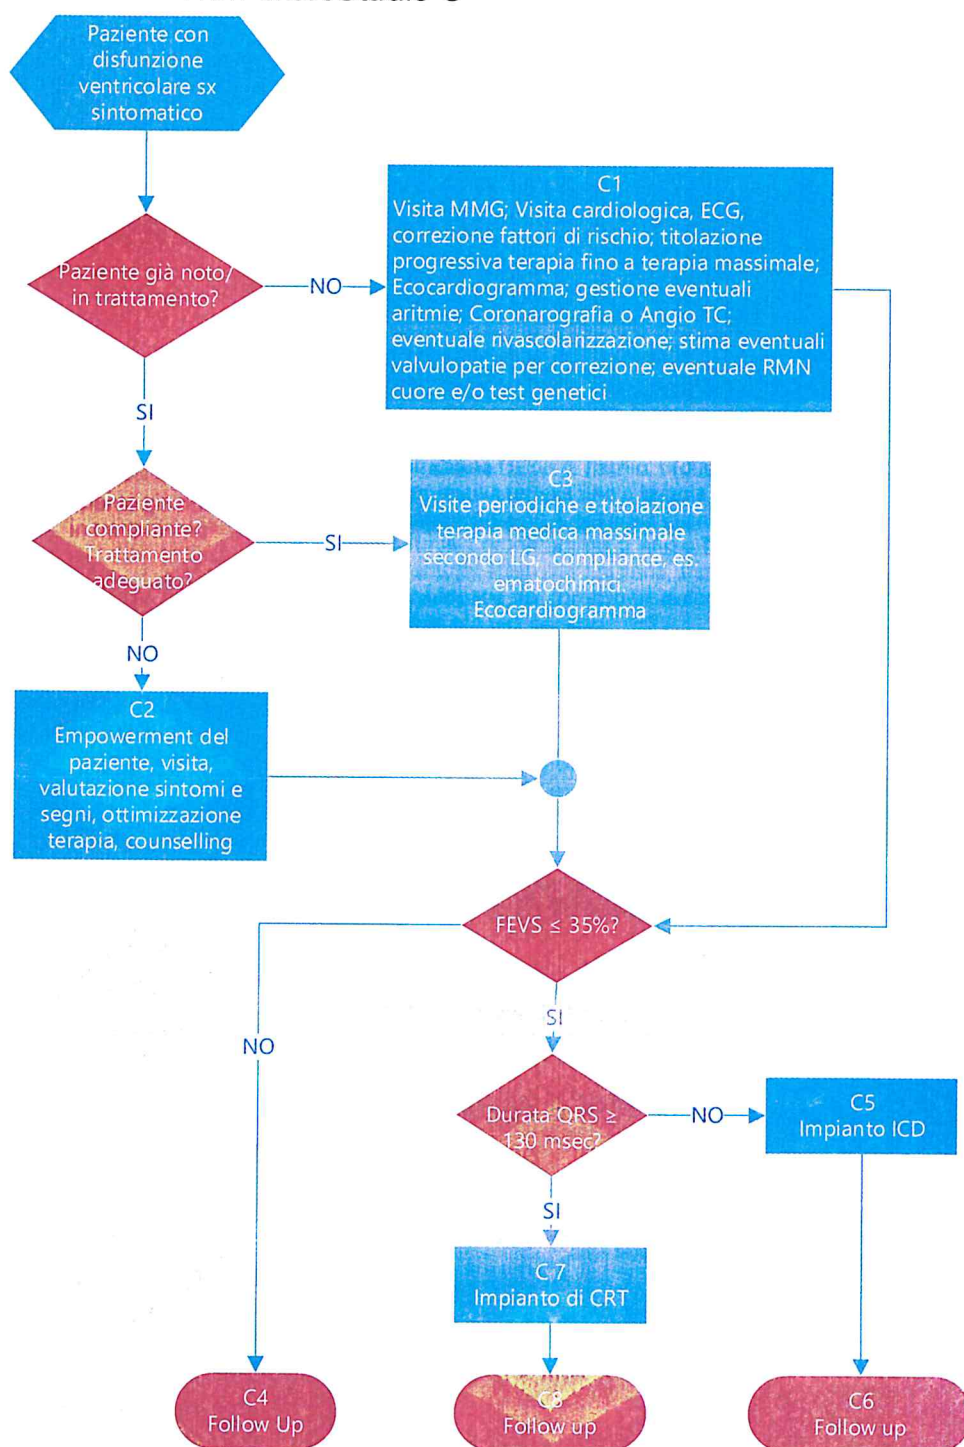 Paziente con
disfunzione
ventricolare sx
sintomatico
Paziente già noto/
in trattamento?
NO
C1
Visita MMG; Visita cardiologica, ECG,
correzione fattori di rischio; titolazione
progressiva terapia fino a terapia massimale;
Ecocardiogramma; gestione eventuali
aritmie; Coronarografia o Angio TC;
eventuale rivascolarizzazione; stima eventuali
valvulopatie per correzione; eventuale RMN
cuore e/o test genetici
SI
Paziente
compliante?
Trattamento
adeguato?
SI
C3
Visite periodiche e titolazione
terapia medica massimale
secondo LG, compliance, es.
ematochimici.
Ecocardiogramma
NO
C2
Empowerment del
paziente, visita,
valutazione sintomi e
segni, ottimizzazione
terapia, counselling
FEVS ≤ 35%?
NO
SI
Durata QRS ≥
130 msec?
NO
C5
Impianto ICD
SI
C 7
Impianto di CRT
C4
Follow Up
C8
Follow up
C6
Follow up